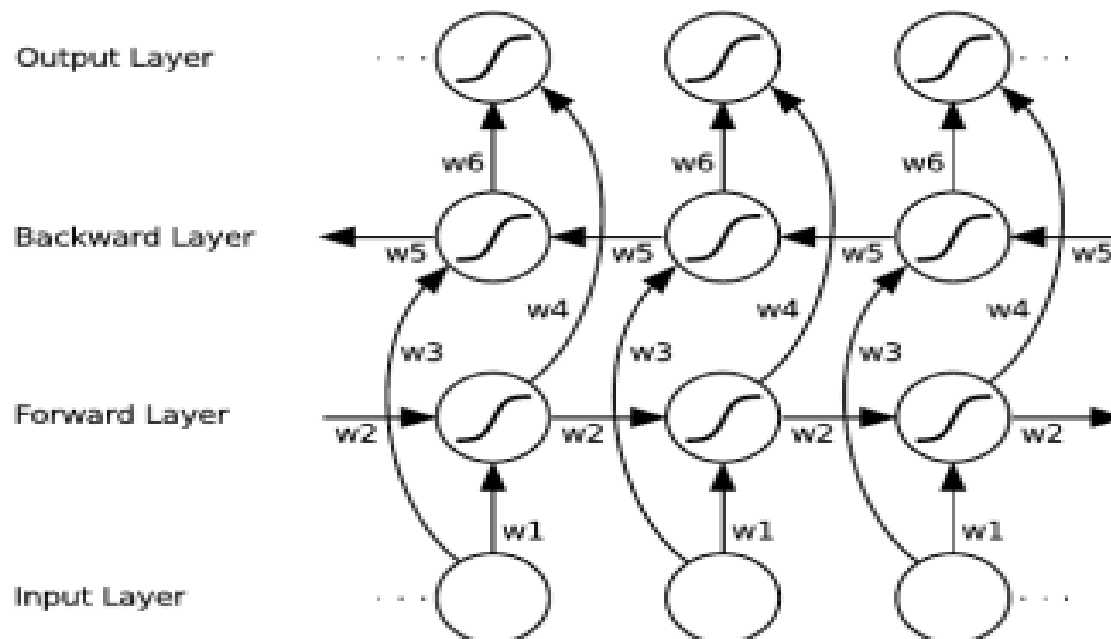 Output Layer
w6 w6 w6
Backward Layer
w5 w5 w5 w5
w4 w4 w4
w3 w3 w3
Forward Layer
w2 w2 w2 w2
w1 w1 w1
Input Layer